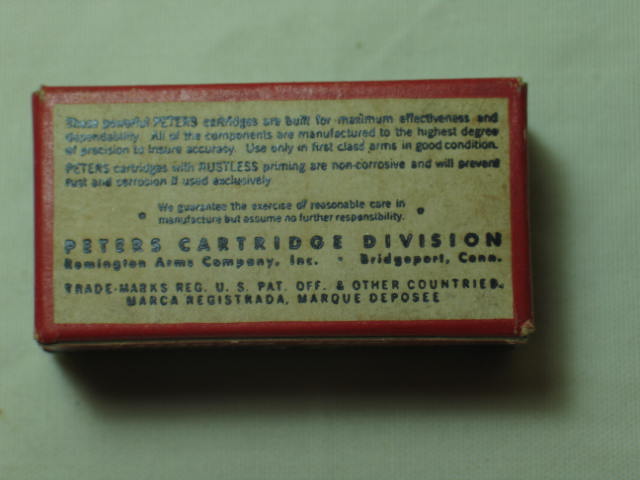 These powerful PETERS cartridges are built for maximum effectiveness and
dependability. All of the components are manufactured to the highest degree
of precision to insure accuracy. Use only in first class arms in good condition.
PETERS cartridges with RUSTLESS priming are non-corrosive and will prevent
rust and corrosion if used exclusively
We guarantee the exercise of reasonable care in
manufacture but assume no further responsibility.
PETERS CARTRIDGE DIVISION
Remington Arms Company, Inc. • Bridgeport, Conn.
TRADE-MARKS REG. U. S. PAT. OFF. & OTHER COUNTRIES.
MARCA REGISTRADA, MARQUE DEPOSEE